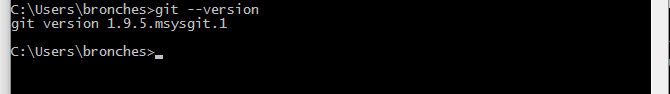 C:\Users\bronches>git --version
git version 1.9.5.msysgit.1
C:\Users\bronches>_